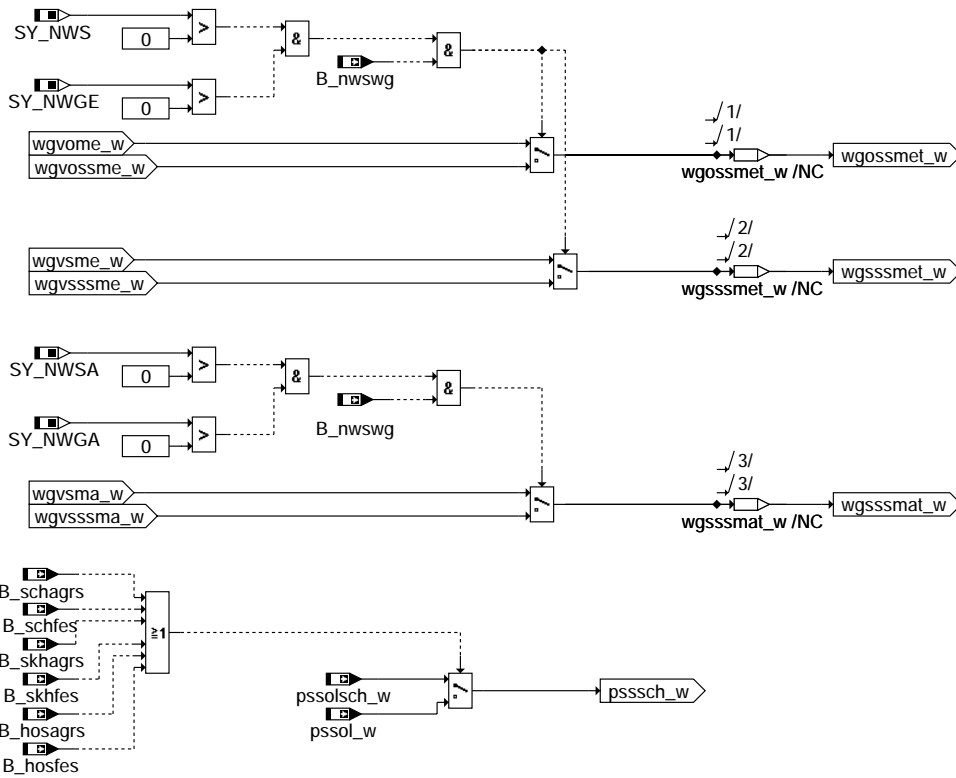 SY_NWS
>
0
&
&
B_nwswg
SY_NWGE
>
0
1/
1/
wgvome_w
wgvossme_w
wgossmet_w /NC
wgossmet_w
2/
2/
wgvsme_w
wgvsssme_w
wgsssmet_w /NC
wgsssmet_w
SY_NWSA
>
0
&
&
B_nwswg
SY_NWGA
>
0
3/
3/
wgvsma_w
wgvsssma_w
wgsssmat_w /NC
wgsssmat_w
B_schagrs
B_schfes
≥1
B_skhagrs
B_skhfes
B_hosagrs
B_hosfes
pssolsch_w
pssol_w
psssch_w